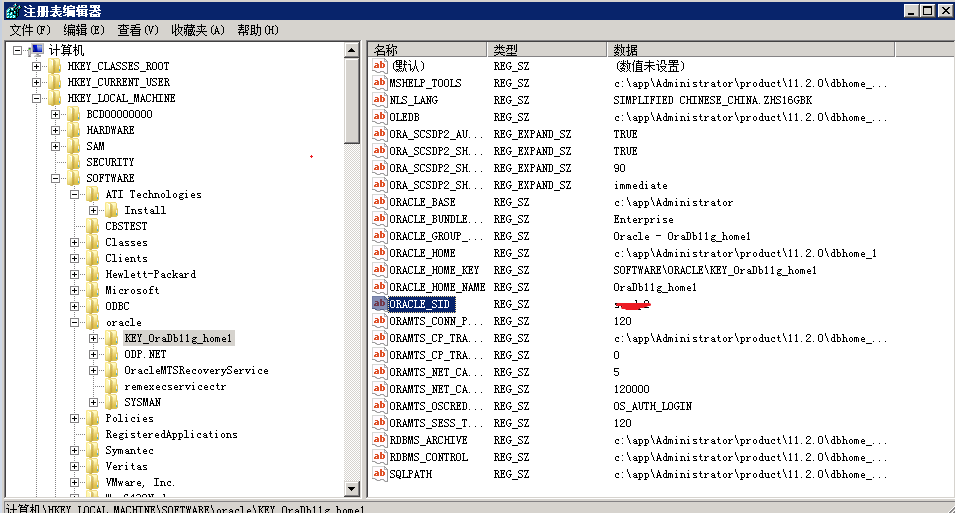 注册表编辑器
文件(F) 编辑(E) 查看(V) 收藏夹(A) 帮助(H)
计算机
HKEY_CLASSES_ROOT
HKEY_CURRENT_USER
HKEY_LOCAL_MACHINE
BCD00000000
HARDWARE
SAM
SECURITY
SOFTWARE
ATI Technologies
Install
CBSTEST
Classes
Clients
Hewlett-Packard
Microsoft
ODBC
oracle
KEY_OraDb11g_home1
ODP.NET
OracleMTSRecoveryService
remexecservicectr
SYSMAN
Policies
RegisteredApplications
Symantec
Veritas
VMware, Inc.
名称 类型 数据
(默认) REG_SZ (数值未设置)
MSHELP_TOOLS REG_SZ c:\app\Administrator\product\11.2.0\dbhome_...
NLS_LANG REG_SZ SIMPLIFIED CHINESE_CHINA.ZHS16GBK
OLEDB REG_SZ c:\app\Administrator\product\11.2.0\dbhome_...
ORA_SCSDP2_AU... REG_EXPAND_SZ TRUE
ORA_SCSDP2_SH... REG_EXPAND_SZ TRUE
ORA_SCSDP2_SH... REG_EXPAND_SZ 90
ORA_SCSDP2_SH... REG_EXPAND_SZ immediate
ORACLE_BASE REG_SZ c:\app\Administrator
ORACLE_BUNDLE... REG_SZ Enterprise
ORACLE_GROUP_... REG_SZ Oracle - OraDb11g_home1
ORACLE_HOME REG_SZ c:\app\Administrator\product\11.2.0\dbhome_1
ORACLE_HOME_KEY REG_SZ SOFTWARE\ORACLE\KEY_OraDb11g_home1
ORACLE_HOME_NAME REG_SZ OraDb11g_home1
ORACLE_SID REG_SZ
ORAMTS_CONN_P... REG_SZ 120
ORAMTS_CP_TRA... REG_SZ c:\app\Administrator\product\11.2.0\dbhome_...
ORAMTS_CP_TRA... REG_SZ 0
ORAMTS_NET_CA... REG_SZ 5
ORAMTS_NET_CA... REG_SZ 120000
ORAMTS_OSCRED... REG_SZ OS_AUTH_LOGIN
ORAMTS_SESS_T... REG_SZ 120
RDBMS_ARCHIVE REG_SZ c:\app\Administrator\product\11.2.0\dbhome_...
RDBMS_CONTROL REG_SZ c:\app\Administrator\product\11.2.0\dbhome_...
SQLPATH REG_SZ c:\app\Administrator\product\11.2.0\dbhome_...
计算机\HKEY_LOCAL_MACHINE\SOFTWARE\oracle\KEY_OraDb11g_home1